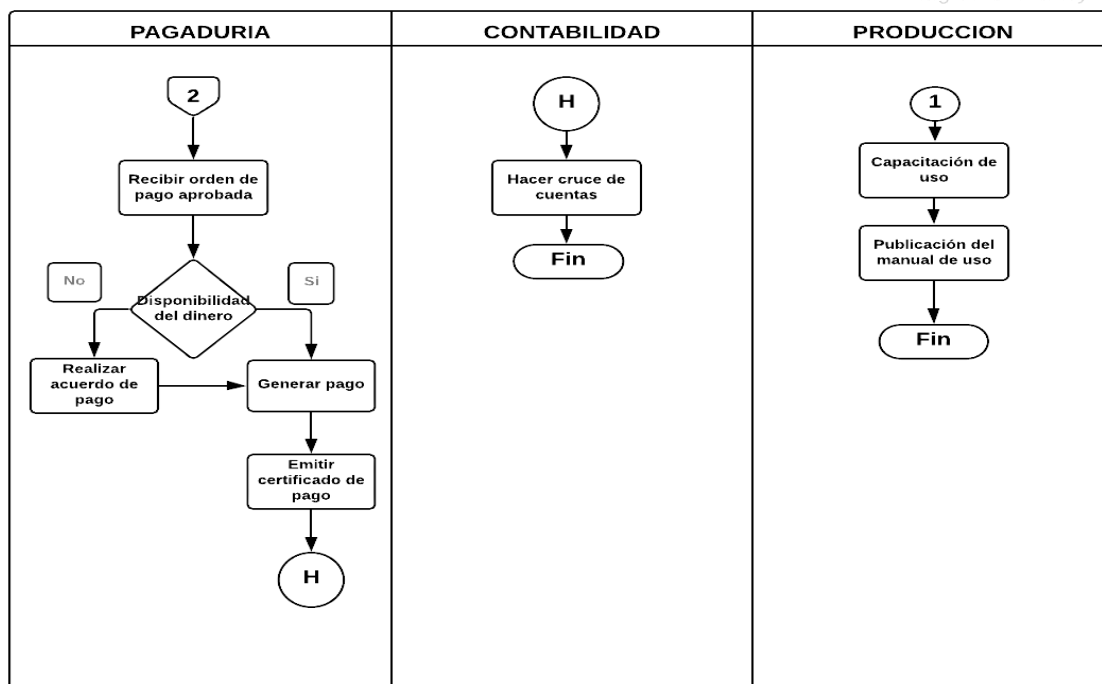 PAGADURIA
CONTABILIDAD
PRODUCCION
2
Recibir orden de
pago aprobada
No
Si
Disponibilidad
del dinero
Realizar
acuerdo de
pago
Generar pago
Emitir
certificado de
pago
H
H
Hacer cruce de
cuentas
Fin
1
Capacitación de
uso
Publicación del
manual de uso
Fin